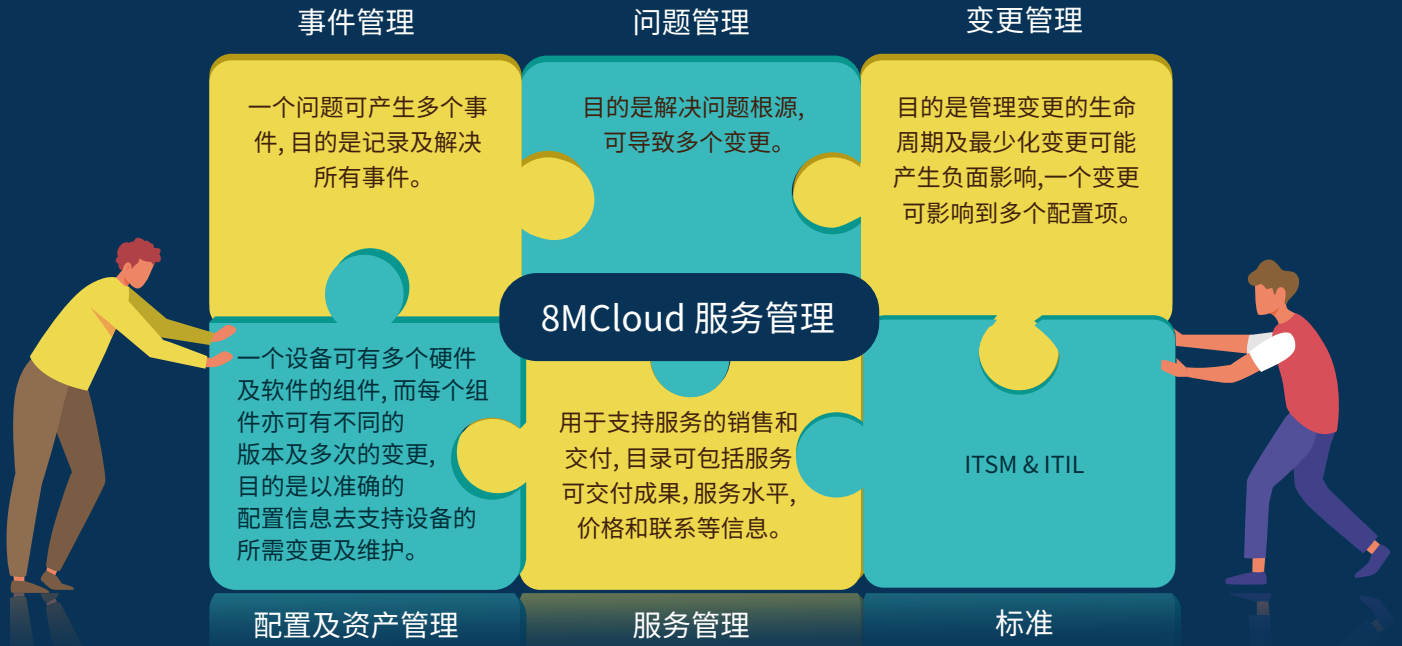 事件管理
问题管理
变更管理
一个问题可产生多个事
件, 目的是记录及解决
所有事件。
目的是解决问题根源,
可导致多个变更。
目的是管理变更的生命
周期及最少化变更可能
产生负面影响,一个变更
可影响到多个配置项。
8MCloud 服务管理
一个设备可有多个硬件
及软件的组件, 而每个组
件亦可有不同的
版本及多次的变更,
目的是以准确的
配置信息去支持设备的
所需变更及维护。
用于支持服务的销售和
交付, 目录可包括服务
可交付成果, 服务水平,
价格和联系等信息。
ITSM & ITIL
配置及资产管理
服务管理
标准